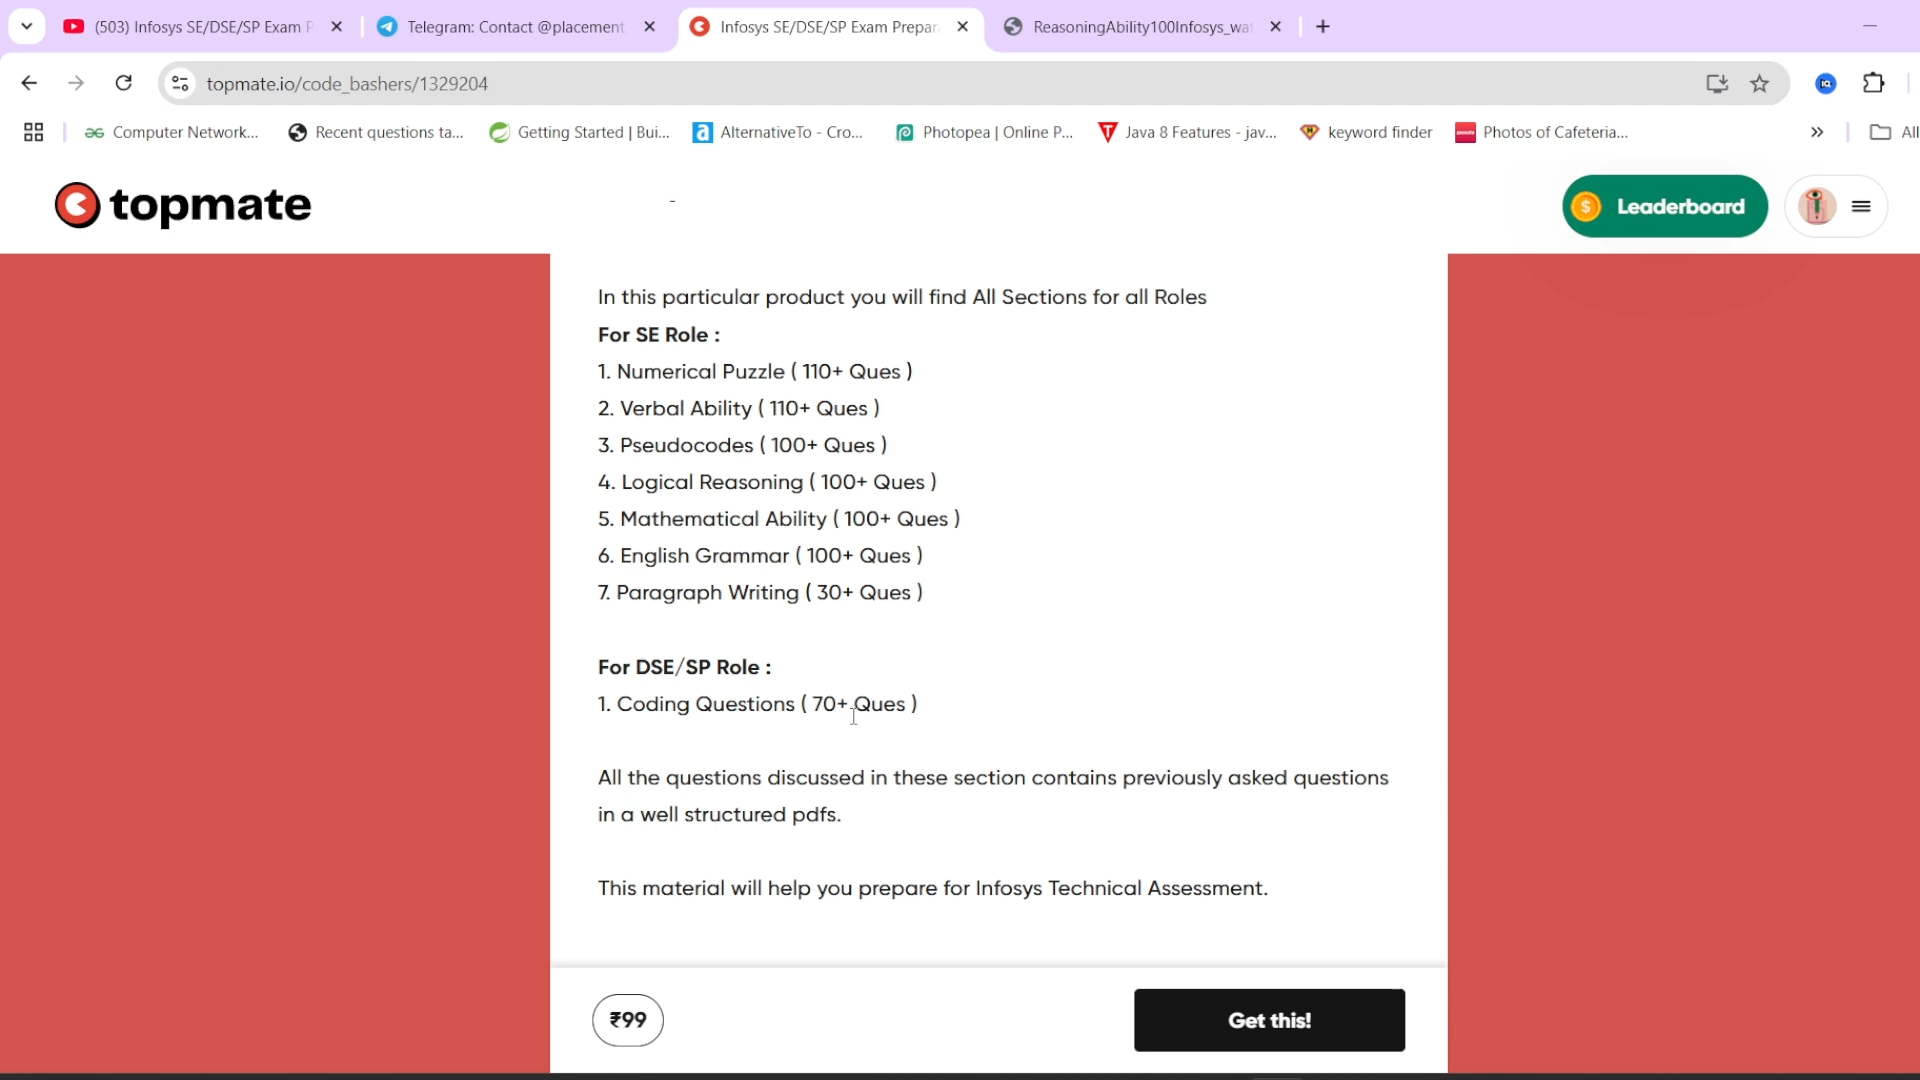 (503) Infosys SE/DSE/SP Exam P
Telegram: Contact @placement
Infosys SE/DSE/SP Exam Prepar
ReasoningAbility100Infosys_wat
topmate.io/code_bashers/1329204
Computer Network...
Recent questions ta...
Getting Started | Bui...
AlternativeTo - Cro...
Photopea | Online P...
Java 8 Features - jav...
keyword finder
Photos of Cafeteria...
All
topmate
Leaderboard
In this particular product you will find All Sections for all Roles
For SE Role :
1. Numerical Puzzle ( 110+ Ques )
2. Verbal Ability ( 110+ Ques )
3. Pseudocodes ( 100+ Ques )
4. Logical Reasoning ( 100+ Ques )
5. Mathematical Ability ( 100+ Ques )
6. English Grammar ( 100+ Ques )
7. Paragraph Writing ( 30+ Ques )
For DSE/SP Role :
1. Coding Questions ( 70+ Ques )
All the questions discussed in these section contains previously asked questions
in a well structured pdfs.
This material will help you prepare for Infosys Technical Assessment.
₹99
Get this!